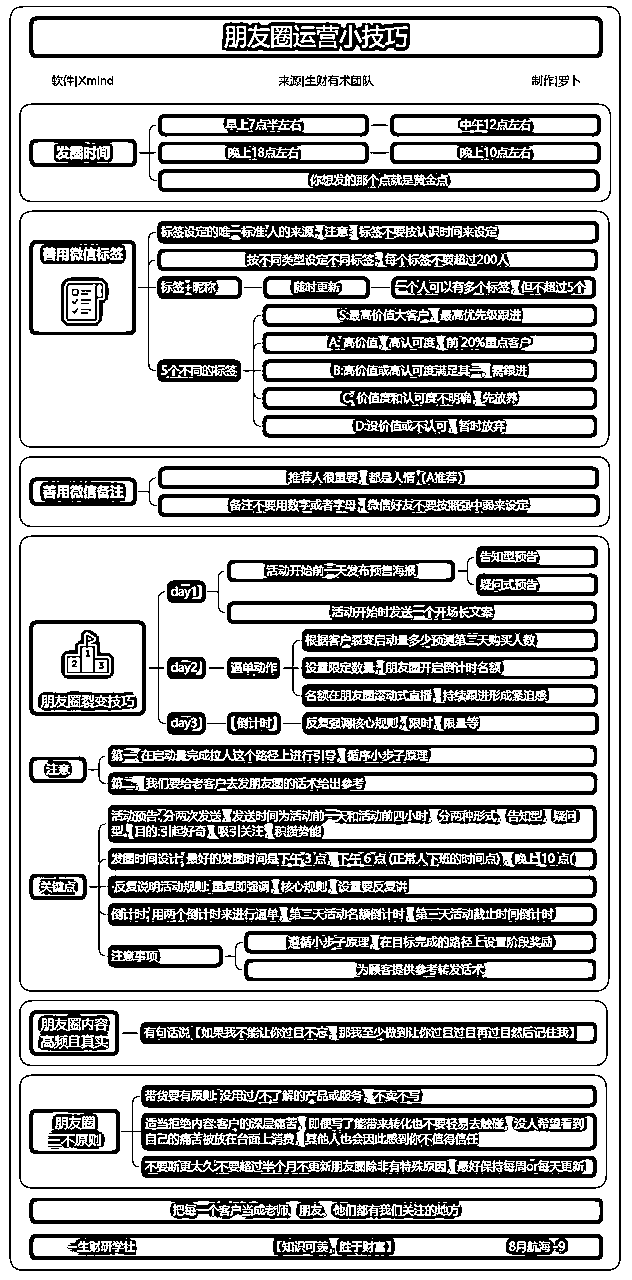 朋友圈运营小技巧
软件|Xmind
来源|生财有术团队
制作|罗卜
发圈时间
早上7点半左右
中午12点左右
晚上18点左右
晚上10点左右
你想发的那个点就是黄金点
善用微信标签
标签设定的唯一标准:人的来源,注意,标签不要按认识时间来设定
按不同类型设定不同标签,每个标签不要超过200人
标签+昵称
随时更新
一个人可以有多个标签,但不超过5个
5个不同的标签
S:最高价值大客户,最高优先级跟进
A:高价值,高认可度,前20%重点客户
B:高价值或高认可度满足其一,需跟进
C:价值度和认可度不明确,先放养
D:没价值或不认可,暂时放弃
善用微信备注
推荐人很重要,都是人情,(A推荐)
备注不要用数字或者字母,微信好友不要按照强中弱来设定
朋友圈裂变技巧
day1
活动开始前一天发布预售海报
告知型预告
疑问式预告
活动开始时发送一个开场长文案
day2
逼单动作
根据客户裂变启动量多少预测第三天购买人数
设置限定数量,朋友圈开启倒计时名额
名额在朋友圈滚动式直播,持续跟进形成紧迫感
day3
【倒计时】
反复强调核心规则,限时,限量等
注意
第一,在启动量完成拉人这个路径上进行引导,循序小步子原理
第二,我们要给老客户去发朋友圈的话术给出参考
关键点
活动预告:分两次发送,发送时间为活动前一天和活动前四小时,分两种形式,告知型,疑问
型,目的:引起好奇,吸引关注,积攒势能
发圈时间设计:最好的发圈时间是下午3点,下午6点(正常人下班的时间点),晚上10点()
反复说明活动规则:重复即强调,核心规则,设置要反复讲
倒计时:用两个倒计时来进行逼单,第三天活动名额倒计时,第三天活动截止时间倒计时
注意事项
遵循小步子原理,在目标完成的路径上设置阶段奖励
为顾客提供参考转发话术
朋友圈内容
高频且真实
有句话说【如果我不能让你过目不忘,那我至少做到让你过目过目再过目然后记住我】
朋友圈
三不原则
带货要有原则:没用过/不了解的产品或服务,不卖不写
适当拒绝内容:客户的深层痛苦,即便写了能带来转化也不要轻易去触碰,没人希望看到
自己的痛苦被放在台面上消费,其他人也会因此感到你不值得信任
不要断更太久:不要超过半个月不更新朋友圈除非有特殊原因,最好保持每周or每天更新
把每一个客户当成老师,朋友,他们都有我们关注的地方
生财研学社
【知识可羡,胜于财富】
8月航海-9